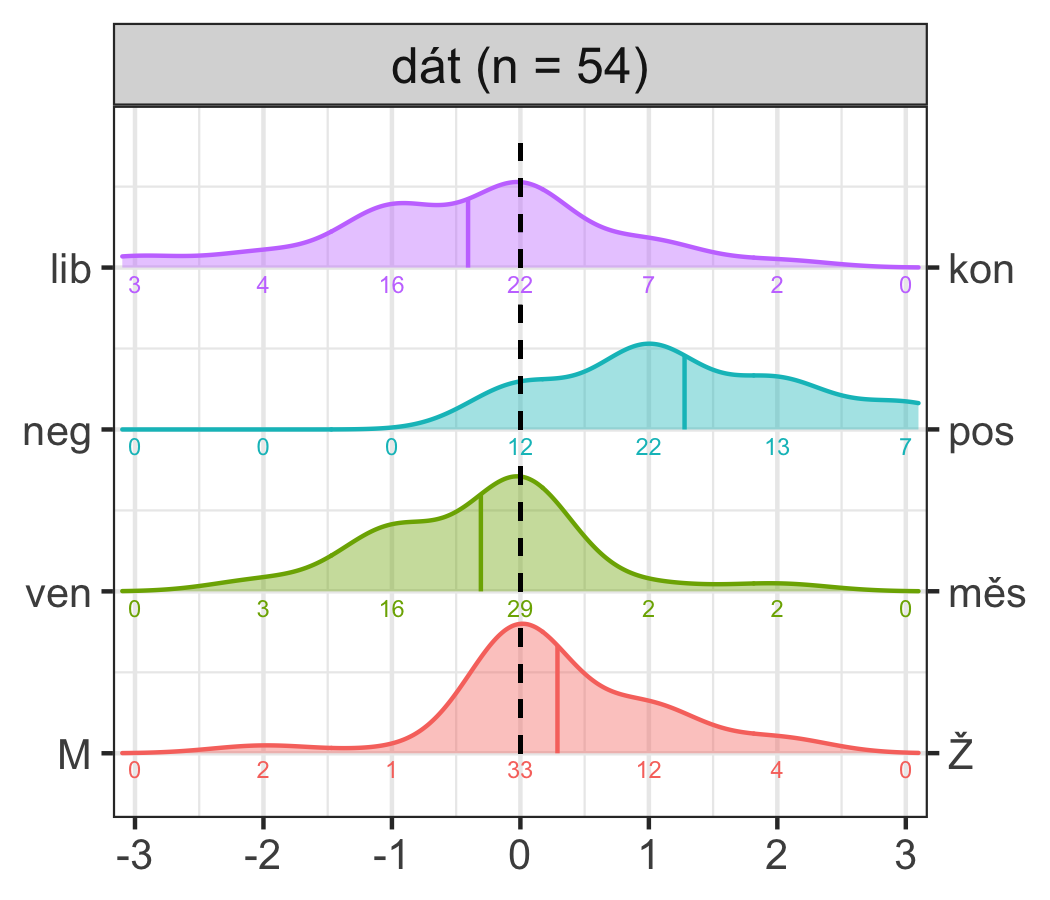 dát (n = 54)
lib kon
3 4 16 22 7 2 0
neg pos
0 0 0 12 22 13 7
ven měs
0 3 16 29 2 2 0
M Ž
0 2 1 33 12 4 0
-3 -2 -1 0 1 2 3